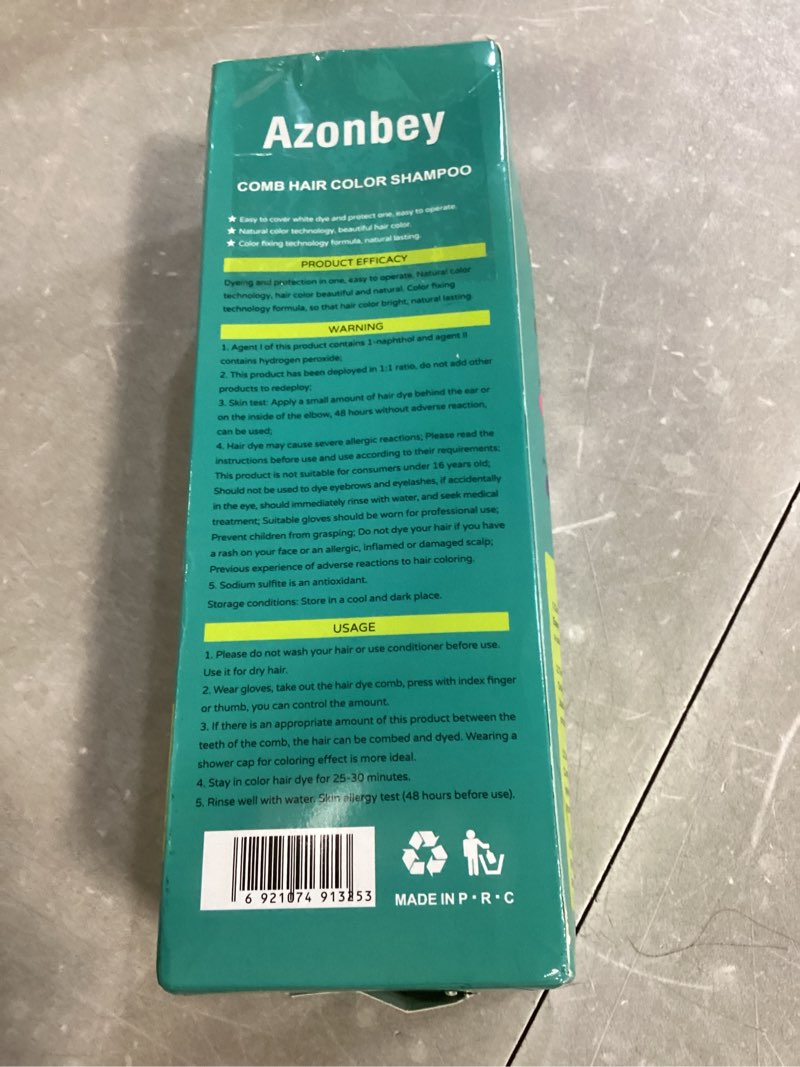 Azonbey
COMB HAIR COLOR SHAMPOO
★ Easy to cover white dye and protect one, easy to operate.
★ Natural color technology, beautiful hair color.
★ Color fixing technology formula, natural lasting.
PRODUCT EFFICACY
Dyeing and protection in one, easy to operate. Natural color
technology, hair color beautiful and natural. Color fixing
technology formula, so that hair color bright, natural lasting.
WARNING
1. Agent I of this product contains 1-naphthol and agent II
contains hydrogen peroxide;
2. This product has been deployed in 1:1 ratio, do not add other
products to redeploy;
3. Skin test: Apply a small amount of hair dye behind the ear or
on the inside of the elbow, 48 hours without adverse reaction,
can be used;
4. Hair dye may cause severe allergic reactions; Please read the
instructions before use and use according to their requirements;
This product is not suitable for consumers under 16 years old;
Should not be used to dye eyebrows and eyelashes, if accidentally
in the eye, should immediately rinse with water, and seek medical
treatment; Suitable gloves should be worn for professional use;
Prevent children from grasping; Do not dye your hair if you have
a rash on your face or an allergic, inflamed or damaged scalp;
Previous experience of adverse reactions to hair coloring.
5. Sodium sulfite is an antioxidant.
Storage conditions: Store in a cool and dark place.
USAGE
1. Please do not wash your hair or use conditioner before use.
Use it for dry hair.
2. Wear gloves, take out the hair dye comb, press with index finger
or thumb, you can control the amount.
3. If there is an appropriate amount of this product between the
teeth of the comb, the hair can be combed and dyed. Wearing a
shower cap for coloring effect is more ideal.
4. Stay in color hair dye for 25-30 minutes.
5. Rinse well with water. Skin allergy test (48 hours before use).
6 921074 913253
MADE IN P·R·C